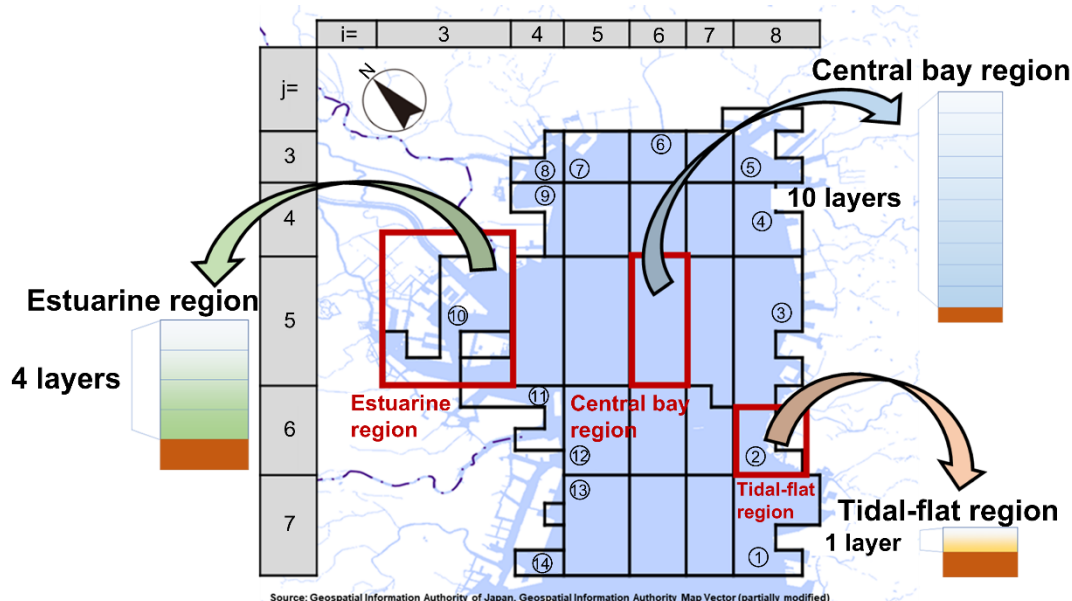 i= 3 4 5 6 7 8
j=
3
4
5
6
7
N
Central bay region
10 layers
Estuarine region
4 layers
Tidal-flat region
1 layer
Estuarine
region
Central bay
region
Tidal-flat
region
⑥
⑧ ⑦ ⑤
⑨
④
⑩ ③
⑪
⑫ ②
⑬
⑭ ①
Source: Geospatial Information Authority of Japan, Geospatial Information Authority Map Vector (partially modified)